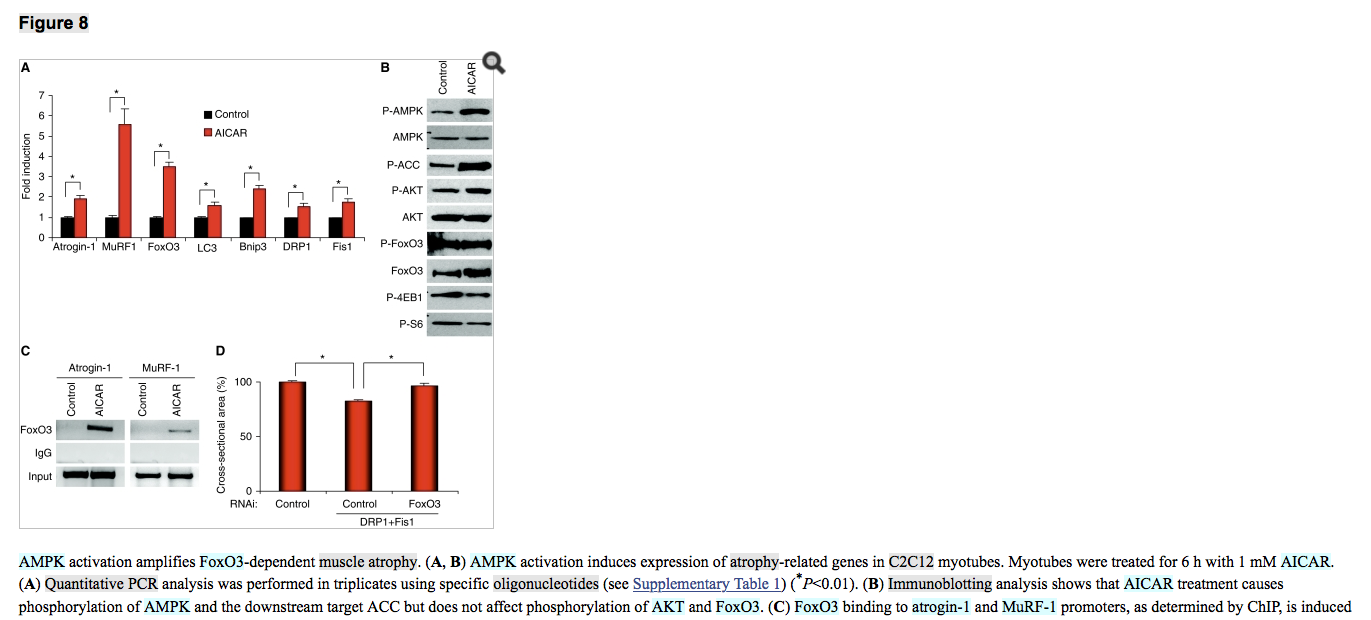 Figure 8
A
7
6
5
4
3
2
1
0
Fold induction
Control
AICAR
*
*
*
*
*
*
*
Atrogin-1 MuRF1 FoxO3 LC3 Bnip3 DRP1 Fis1
B
Control
AICAR
P-AMPK
AMPK
P-ACC
P-AKT
AKT
P-FoxO3
FoxO3
P-4EB1
P-S6
C
Atrogin-1 MuRF-1
Control
AICAR
Control
AICAR
FoxO3
IgG
Input
D
Cross-sectional area (%)
100
50
0
*
*
RNAi: Control Control FoxO3
DRP1+Fis1
AMPK activation amplifies FoxO3-dependent muscle atrophy. (A, B) AMPK activation induces expression of atrophy-related genes in C2C12 myotubes. Myotubes were treated for 6 h with 1 mM AICAR.
(A) Quantitative PCR analysis was performed in triplicates using specific oligonucleotides (see Supplementary Table 1) (*P<0.01). (B) Immunoblotting analysis shows that AICAR treatment causes
phosphorylation of AMPK and the downstream target ACC but does not affect phosphorylation of AKT and FoxO3. (C) FoxO3 binding to atrogin-1 and MuRF-1 promoters, as determined by ChIP, is induced